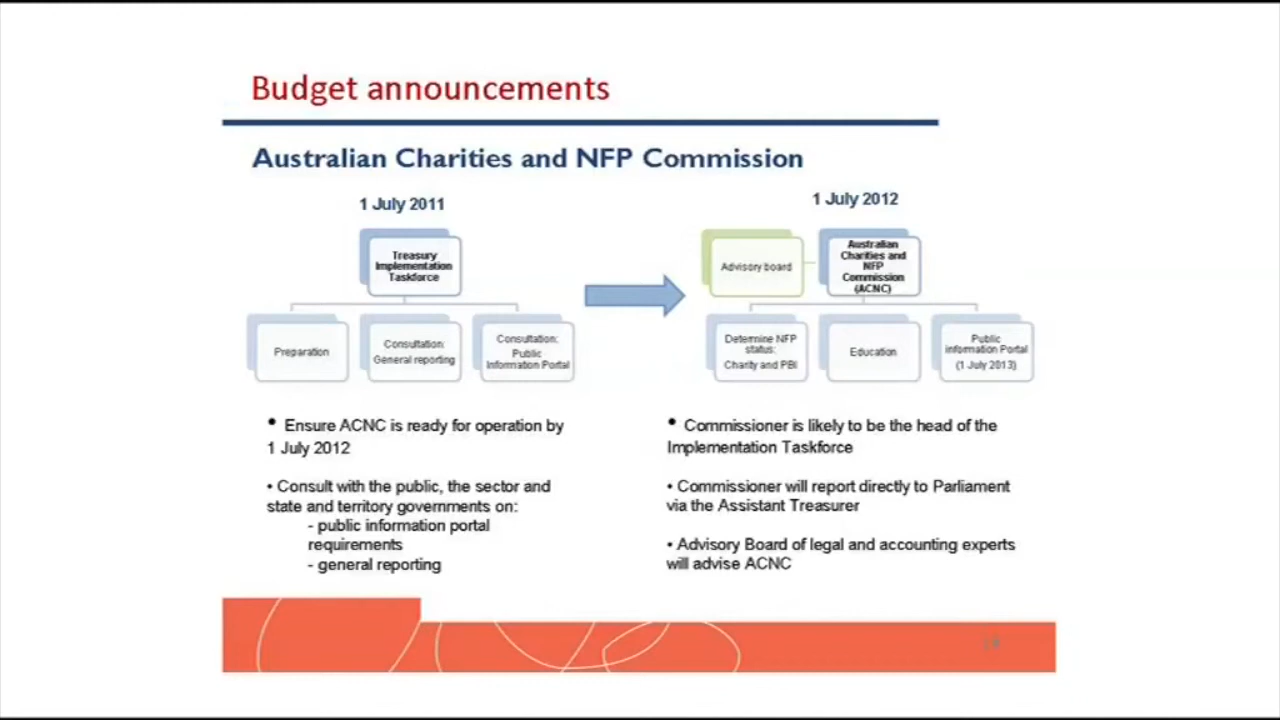 Budget announcements
Australian Charities and NFP Commission
1 July 2011
Treasury
Implementation
Taskforce
Preparation
Consultation:
General reporting
Consultation:
Public
Information Portal
1 July 2012
Advisory board
Australian
Charities and
NFP
Commission
(ACNC)
Determine NFP
status:
Charity and PBI
Education
Public
information Portal
(1 July 2013)
• Ensure ACNC is ready for operation by
1 July 2012
• Consult with the public, the sector and
state and territory governments on:
- public information portal
requirements
- general reporting
• Commissioner is likely to be the head of the
Implementation Taskforce
• Commissioner will report directly to Parliament
via the Assistant Treasurer
• Advisory Board of legal and accounting experts
will advise ACNC